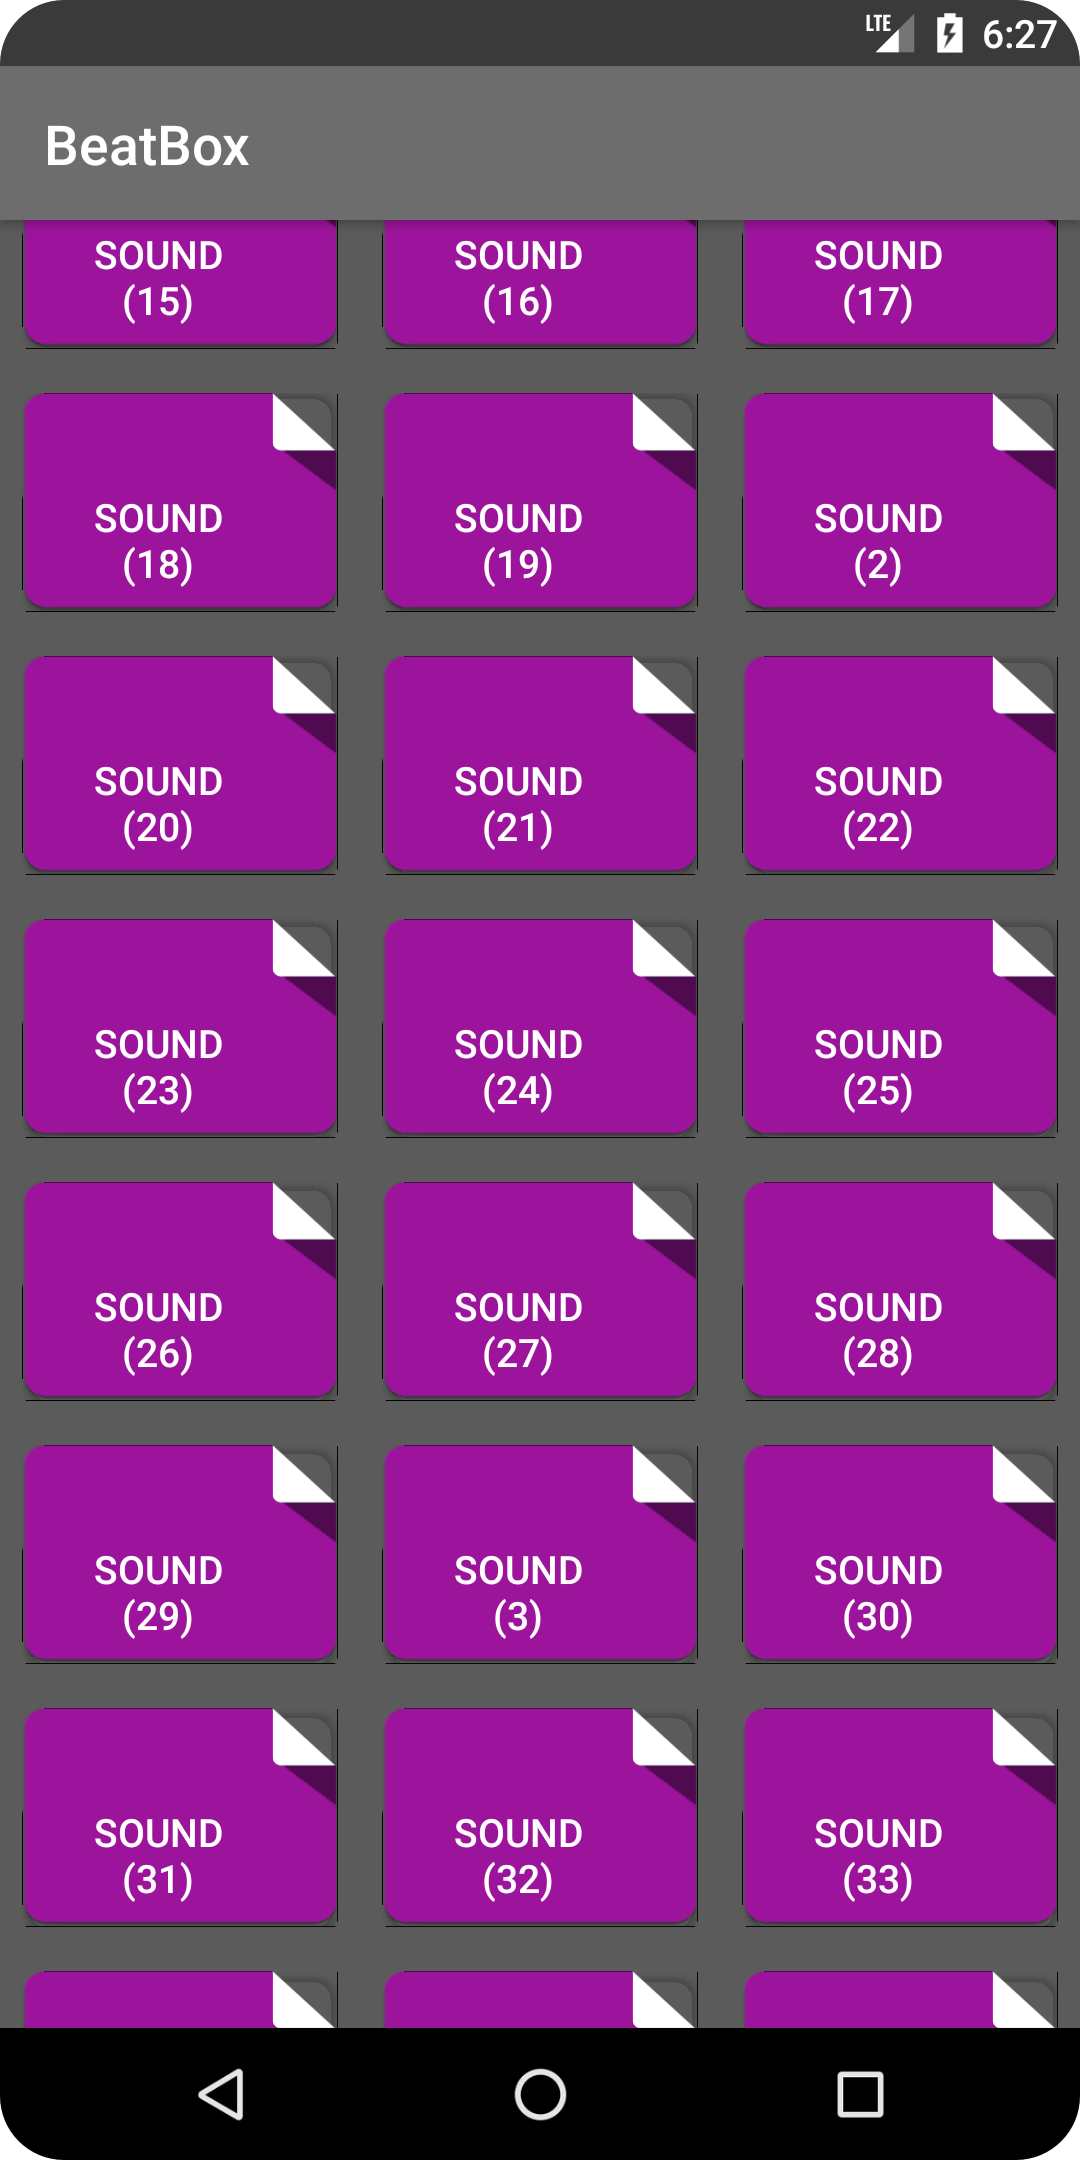 LTE 6:27
BeatBox
SOUND SOUND SOUND
(15) (16) (17)
SOUND SOUND SOUND
(18) (19) (2)
SOUND SOUND SOUND
(20) (21) (22)
SOUND SOUND SOUND
(23) (24) (25)
SOUND SOUND SOUND
(26) (27) (28)
SOUND SOUND SOUND
(29) (3) (30)
SOUND SOUND SOUND
(31) (32) (33)